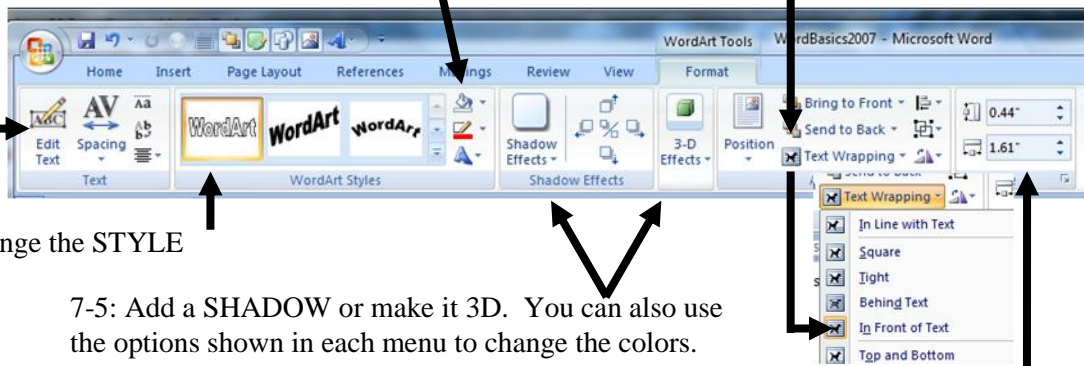 WordArt Tools WordBasics2007 - Microsoft Word
Home Insert Page Layout References Mailings Review View Format
Edit Text
Spacing
Aa
WordArt WordArt WordArt
Shadow Effects
3-D Effects
Position
Bring to Front
Send to Back
Text Wrapping
0.44"
1.61"
Text WordArt Styles Shadow Effects
Send to Back
Text Wrapping
In Line with Text
Square
Tight
Behind Text
In Front of Text
Top and Bottom
nge the STYLE
7-5: Add a SHADOW or make it 3D. You can also use
the options shown in each menu to change the colors.